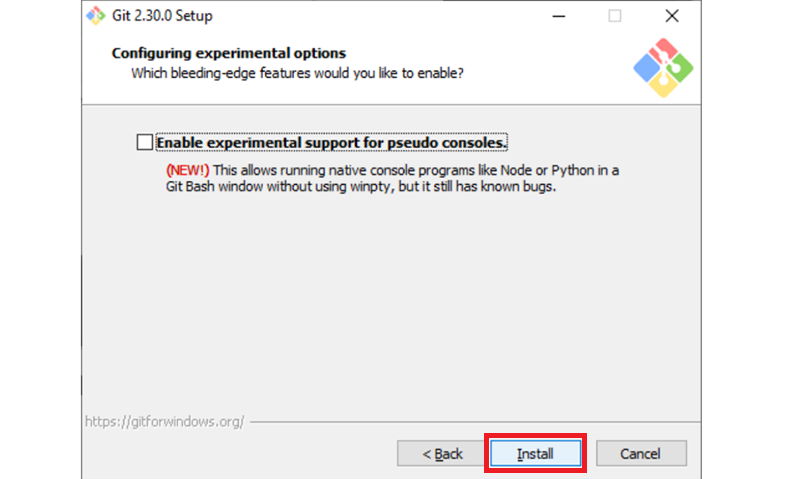 Git 2.30.0 Setup
Configuring experimental options
Which bleeding-edge features would you like to enable?
Enable experimental support for pseudo consoles.
(NEW!) This allows running native console programs like Node or Python in a
Git Bash window without using winpty, but it still has known bugs.
https://gitforwindows.org/
< Back Install Cancel